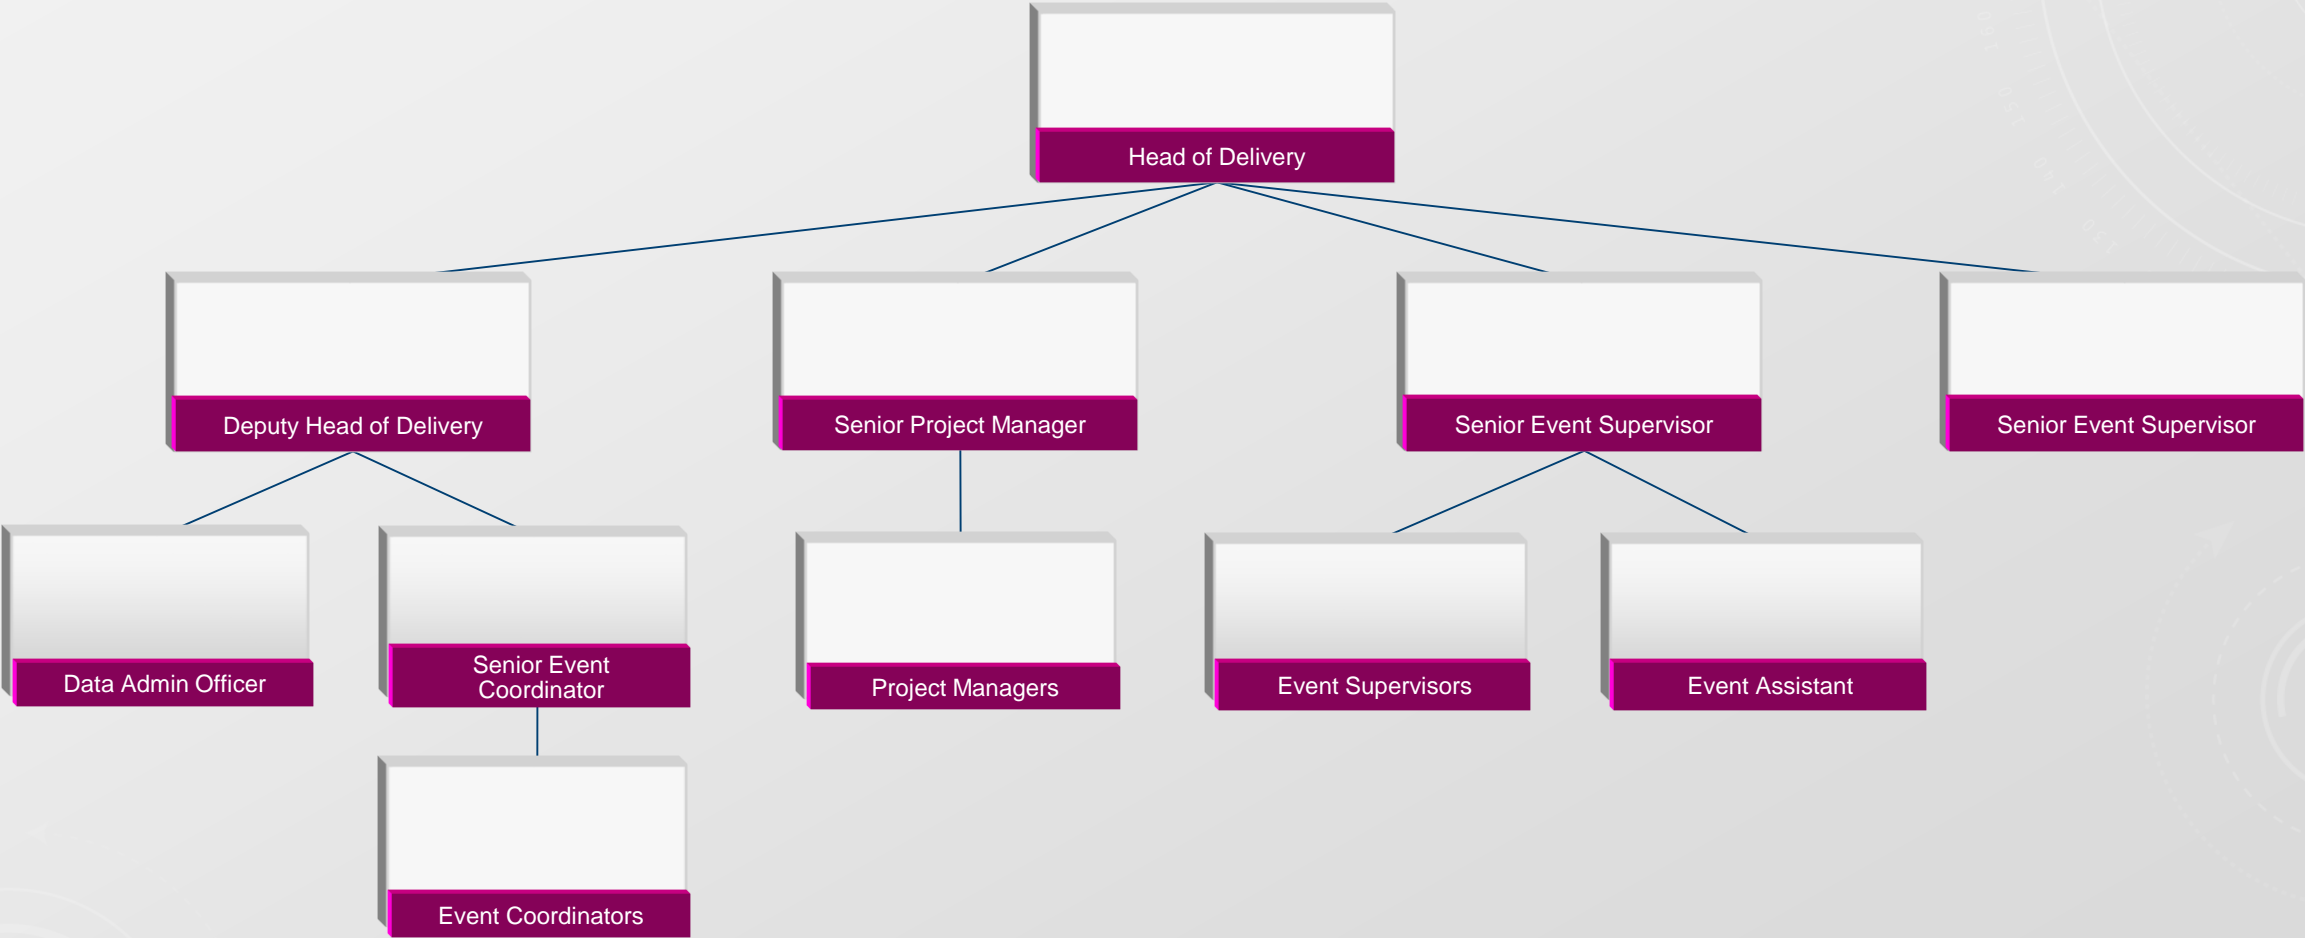 Head of Delivery
Deputy Head of Delivery
Senior Project Manager
Senior Event Supervisor
Senior Event Supervisor
Data Admin Officer
Senior Event
Coordinator
Project Managers
Event Supervisors
Event Assistant
Event Coordinators